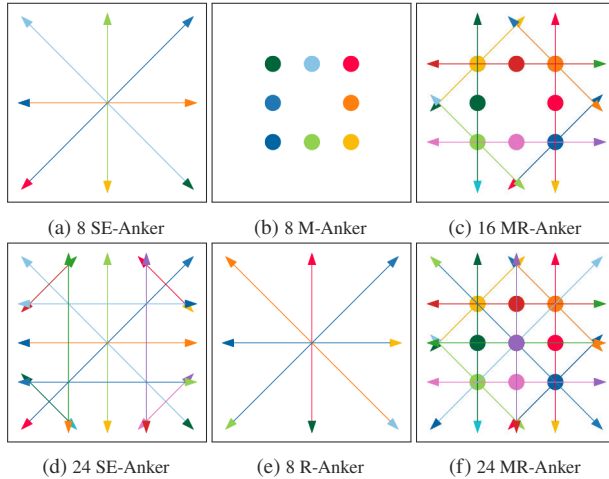 (a) 8 SE-Anker
(b) 8 M-Anker
(c) 16 MR-Anker
(d) 24 SE-Anker
(e) 8 R-Anker
(f) 24 MR-Anker